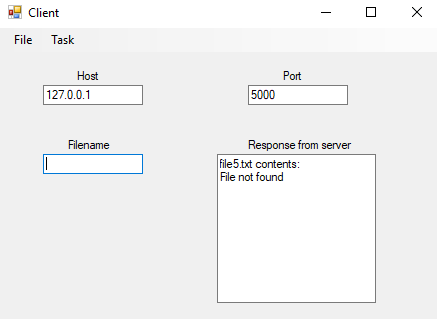 Client
File Task
Host Port
127.0.0.1 5000
Filename Response from server
file5.txt contents:
File not found